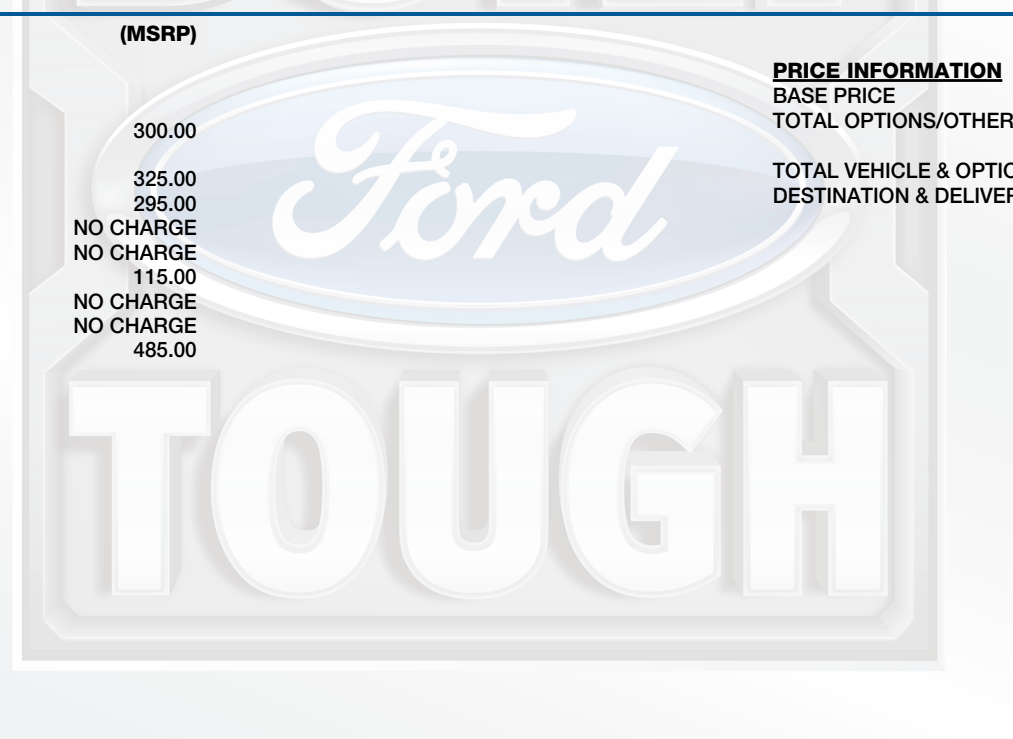 (MSRP)
300.00
325.00
295.00
NO CHARGE
NO CHARGE
115.00
NO CHARGE
NO CHARGE
485.00
PRICE INFORMATION
BASE PRICE
TOTAL OPTIONS/OTHER
TOTAL VEHICLE & OPTIO
DESTINATION & DELIVER
Ford
TOUGH